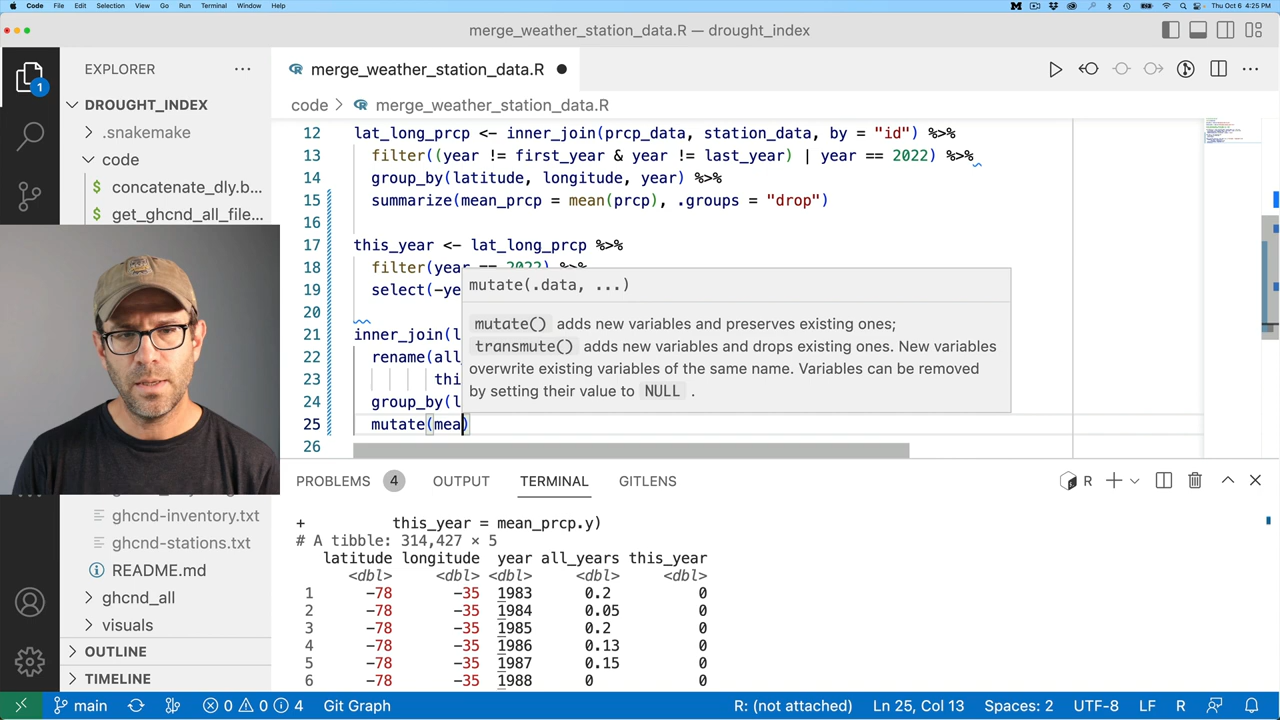 Code File Edit Selection View Go Run Terminal Window Help
Thu Oct 6 4:25 PM
merge_weather_station_data.R — drought_index
EXPLORER
1
merge_weather_station_data.R
DROUGHT_INDEX
code > merge_weather_station_data.R
.snakemake
code
concatenate_dly.b...
get_ghcnd_all_file...
12 lat_long_prcp <- inner_join(prcp_data, station_data, by = "id") %>%
13 filter((year != first_year & year != last_year) | year == 2022) %>%
14 group_by(latitude, longitude, year) %>%
15 summarize(mean_prcp = mean(prcp), .groups = "drop")
16
17 this_year <- lat_long_prcp %>%
18 filter(year == 2022) %>%
19 select(-ye
20
21 inner_join(l
22 rename(all
23 thi
24 group_by(l
25 mutate(mea)
26
mutate(.data, ...)
mutate() adds new variables and preserves existing ones;
transmute() adds new variables and drops existing ones. New variables
overwrite existing variables of the same name. Variables can be removed
by setting their value to NULL .
ghcnd-inventory.txt
ghcnd-stations.txt
README.md
ghcnd_all
visuals
OUTLINE
TIMELINE
PROBLEMS 4 OUTPUT TERMINAL GITLENS
R
+ this_year = mean_prcp.y)
# A tibble: 314,427 × 5
latitude longitude year all_years this_year
<dbl> <dbl> <dbl> <dbl> <dbl>
1 -78 -35 1983 0.2 0
2 -78 -35 1984 0.05 0
3 -78 -35 1985 0.2 0
4 -78 -35 1986 0.13 0
5 -78 -35 1987 0.15 0
6 -78 -35 1988 0 0
main 0 0 4 Git Graph
R: (not attached) Ln 25, Col 13 Spaces: 2 UTF-8 LF R